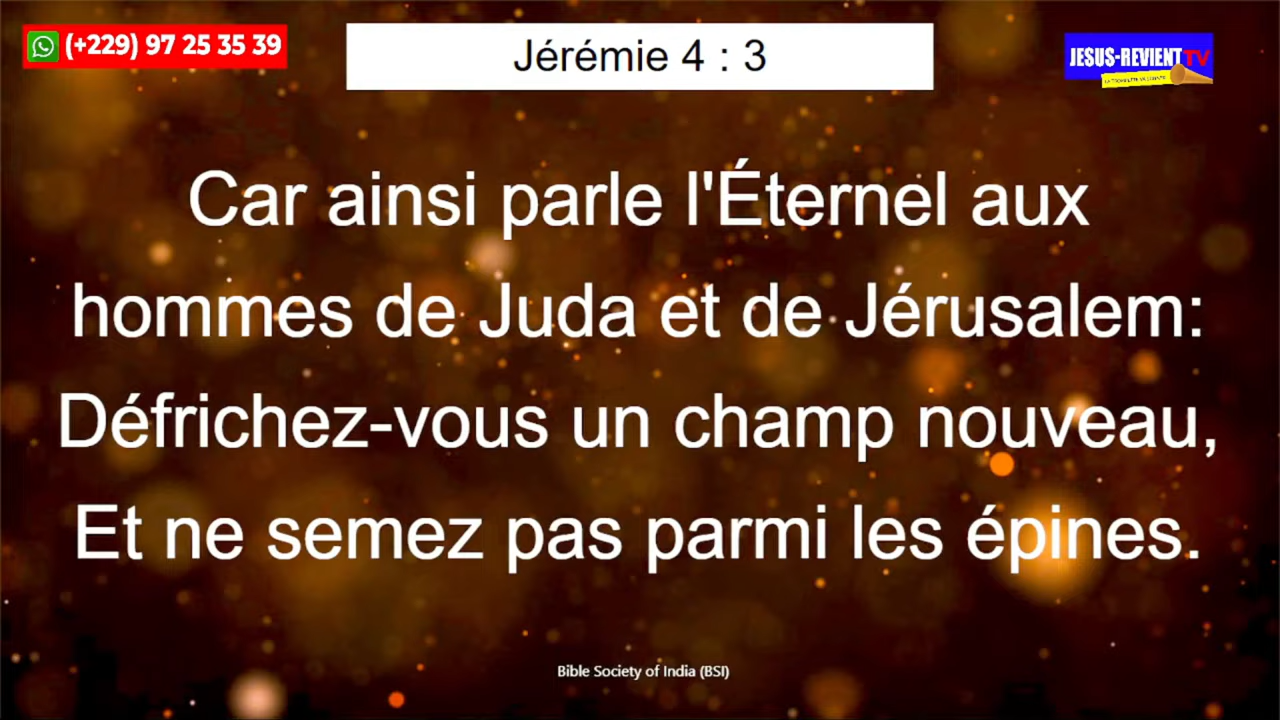 (+229) 97 25 35 39
Jérémie 4 : 3
JESUS-REVIENT TV
Car ainsi parle l'Éternel aux
hommes de Juda et de Jérusalem:
Défrichez-vous un champ nouveau,
Et ne semez pas parmi les épines.
Bible Society of India (BSI)